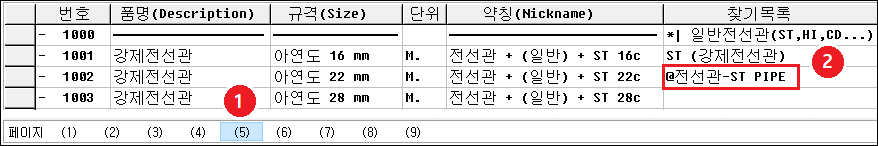 번호 품명(Description) 규격(Size) 단위 약칭(Nickname) 찾기목록
- 1000 *| 일반전선관(ST,HI,CD...)
- 1001 강제전선관 아연도 16 mm M. 전선관 + (일반) + ST 16c ST (강제전선관)
2
- 1002 강제전선관 아연도 22 mm M. 전선관 + (일반) + ST 22c @전선관-ST PIPE
- 1003 강제전선관 아연도 28 mm M. 전선관 + (일반) + ST 28c
1
페이지 (1) (2) (3) (4) (5) (6) (7) (8) (9)